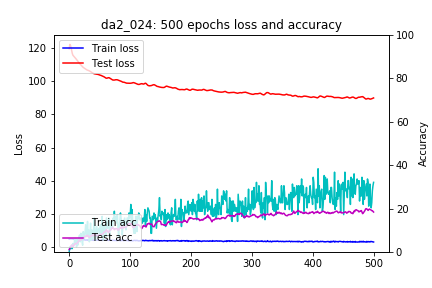 da2_024: 500 epochs loss and accuracy
Train loss
Test loss
Train acc
Test acc
Loss
0
20
40
60
80
100
120
Accuracy
0
20
40
60
80
100
0
100
200
300
400
500